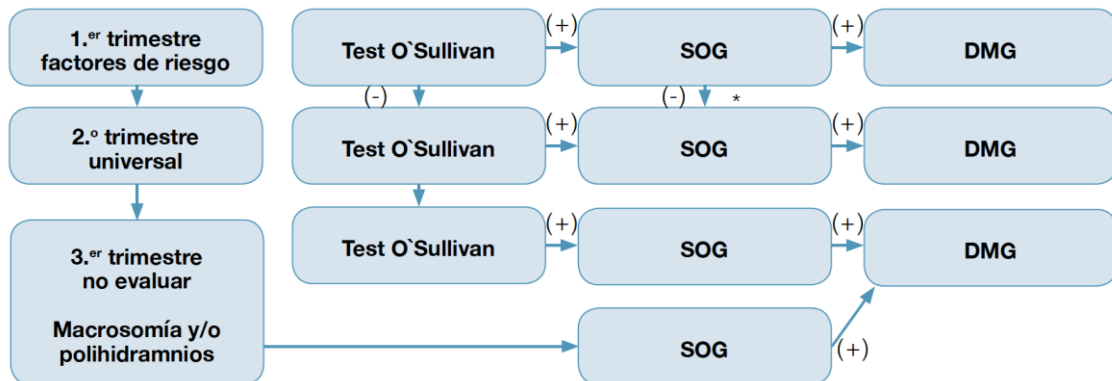 1.er trimestre
factores de riesgo
Test O`Sullivan
(+)
SOG
(+)
DMG
(-)
(-)
*
2.º trimestre
universal
Test O`Sullivan
(+)
SOG
(+)
DMG
3.er trimestre
no evaluar
Macrosomía y/o
polihidramnios
Test O`Sullivan
(+)
SOG
(+)
DMG
SOG
(+)